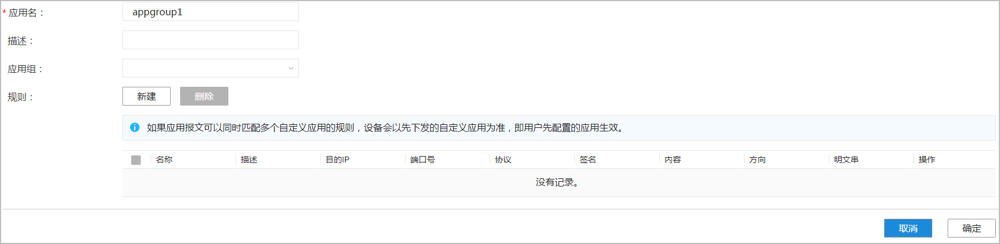 * 应用名：
appgroup1
描述：
应用组：
规则：
新建 删除
如果应用报文可以同时匹配多个自定义应用的规则，设备会以先下发的自定义应用为准，即用户先配置的应用生效。
名称 描述 目的IP 端口号 协议 签名 内容 方向 明文串 操作
没有记录。
取消 确定